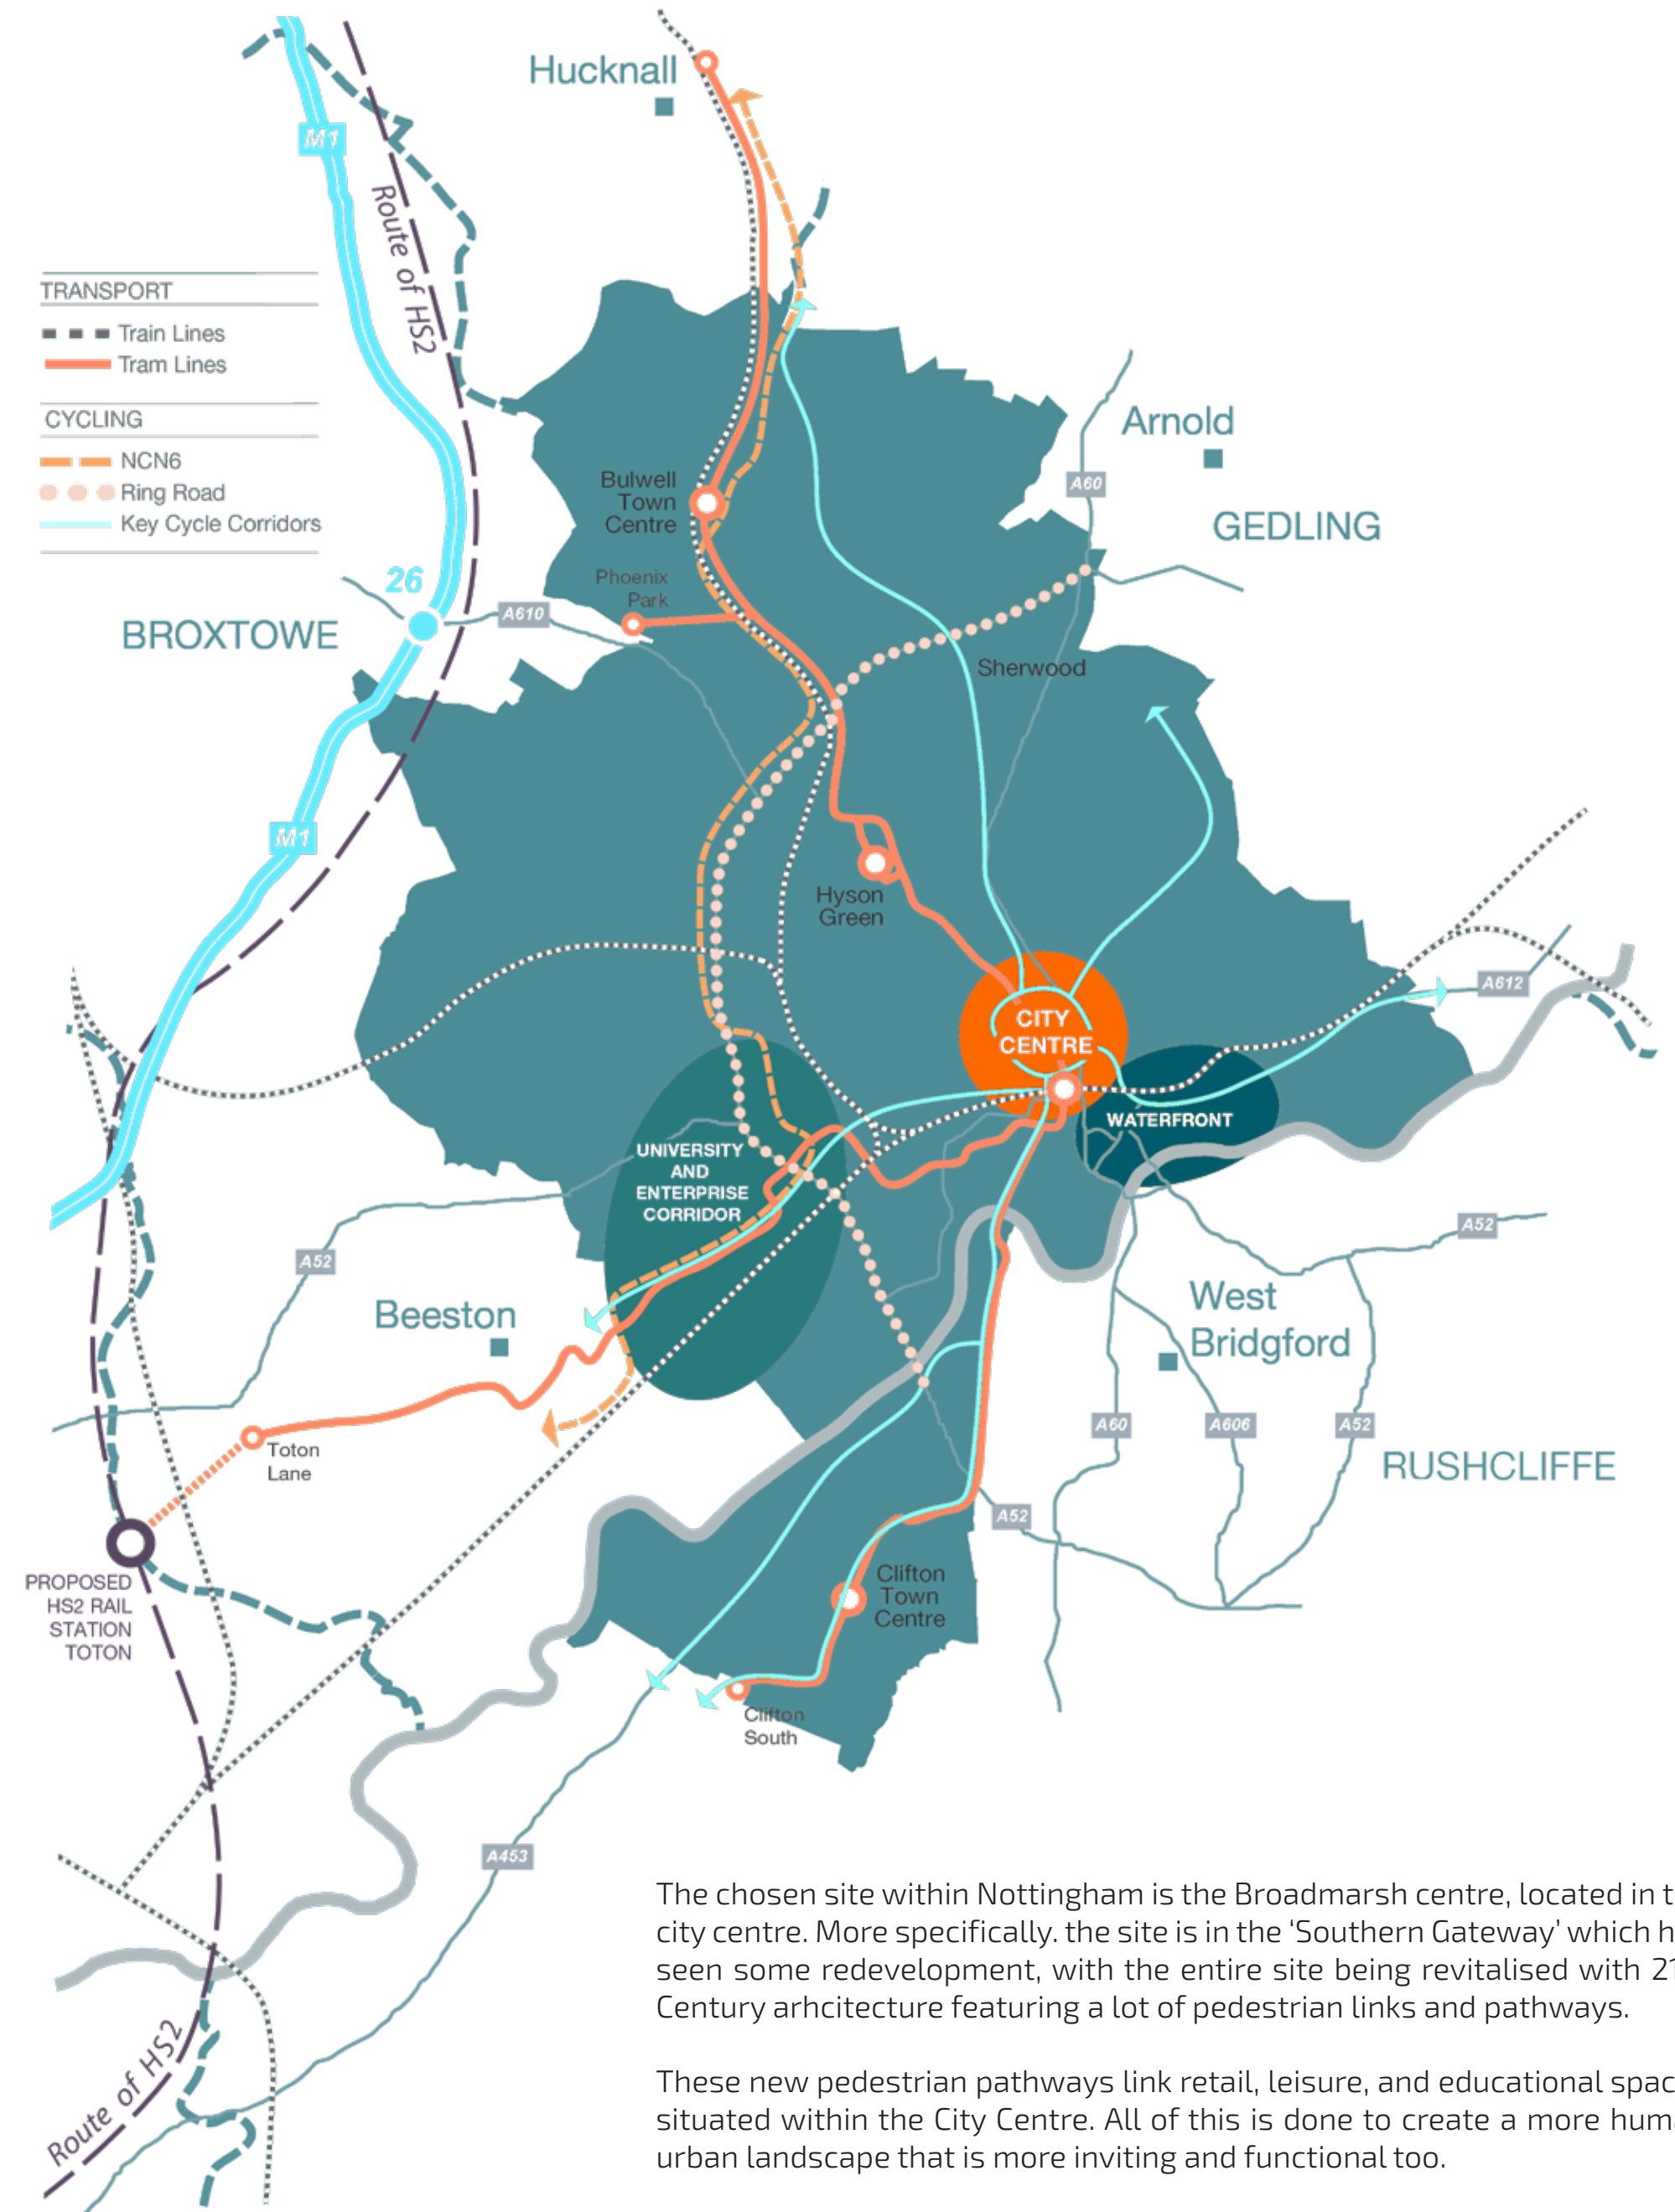 Hucknall
M1
Route of HS2
TRANSPORT
Train Lines
Tram Lines
CYCLING
NCN6
Ring Road
Key Cycle Corridors
Arnold
A60
GEDLING
Bulwell
Town
Centre
Phoenix
Park
26
A610
BROXTOWE
Sherwood
M1
Hyson
Green
A612
CITY
CENTRE
WATERFRONT
UNIVERSITY
AND
ENTERPRISE
CORRIDOR
A52
A52
Beeston
West
Bridgford
A60
A606
A52
RUSHCLIFFE
Toton
Lane
A52
PROPOSED
HS2 RAIL
STATION
TOTON
Clifton
Town
Centre
Clifton
South
A453
Route of HS2
The chosen site within Nottingham is the Broadmarsh centre, located in t
city centre. More specifically. the site is in the ‘Southern Gateway’ which h
seen some redevelopment, with the entire site being revitalised with 21
Century arhcitecture featuring a lot of pedestrian links and pathways.
These new pedestrian pathways link retail, leisure, and educational spac
situated within the City Centre. All of this is done to create a more hum
urban landscape that is more inviting and functional too.